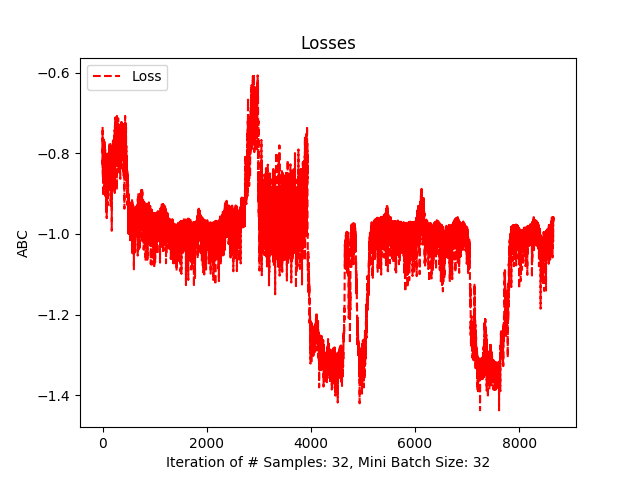 Losses
Loss
−0.6
−0.8
−1.0
−1.2
−1.4
ABC
0 2000 4000 6000 8000
Iteration of # Samples: 32, Mini Batch Size: 32